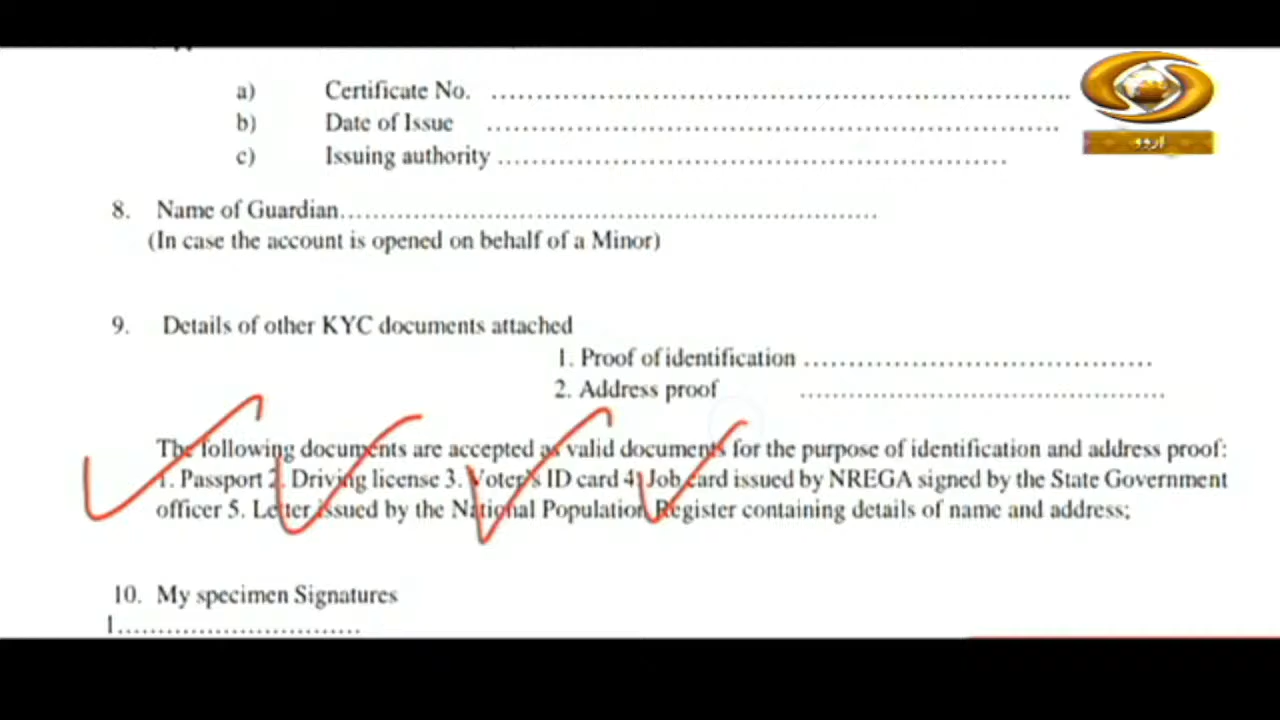 a) Certificate No. ................................................................
b) Date of Issue ................................................................
c) Issuing authority .........................................................
اردو
8. Name of Guardian.................................................................
(In case the account is opened on behalf of a Minor)
9. Details of other KYC documents attached
1. Proof of identification .......................................
2. Address proof .........................................
The following documents are accepted as valid documents for the purpose of identification and address proof:
1. Passport 2. Driving license 3. Voter's ID card 4) Job card issued by NREGA signed by the State Government
officer 5. Letter issued by the National Population Register containing details of name and address;
10. My specimen Signatures
1..............................